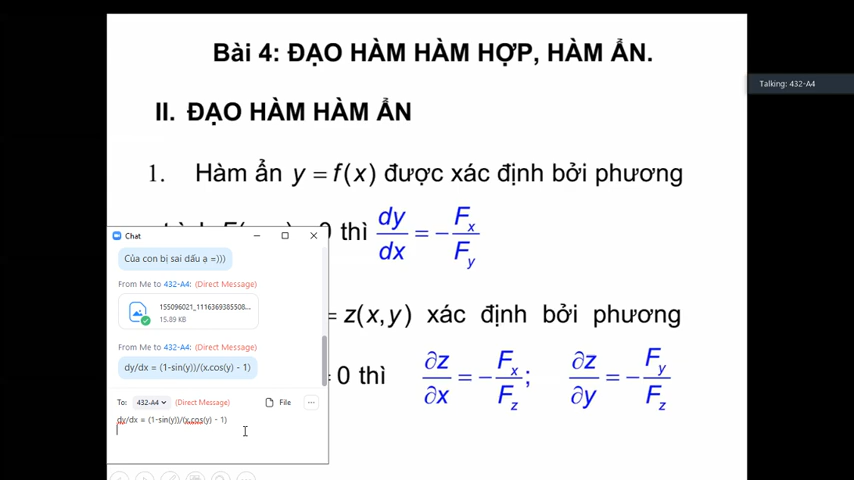 Bài 4: ĐẠO HÀM HÀM HỢP, HÀM ẨN.
Talking: 432-A4
II. ĐẠO HÀM HÀM ẨN
1. Hàm ẩn y = f(x) được xác định bởi phương
0 thì dy/dx = - F_x/F_y
= z(x,y) xác định bởi phương
= 0 thì ∂z/∂x = - F_x/F_z; ∂z/∂y = - F_y/F_z
Chat
Của con bị sai dấu ạ =)))
From Me to 432-A4: (Direct Message)
155096021_1116369385508...
15.89 KB
From Me to 432-A4: (Direct Message)
dy/dx = (1-sin(y))/(x.cos(y) - 1)
To: 432-A4 (Direct Message) File ...
dy/dx = (1-sin(y))/(x.cos(y) - 1)